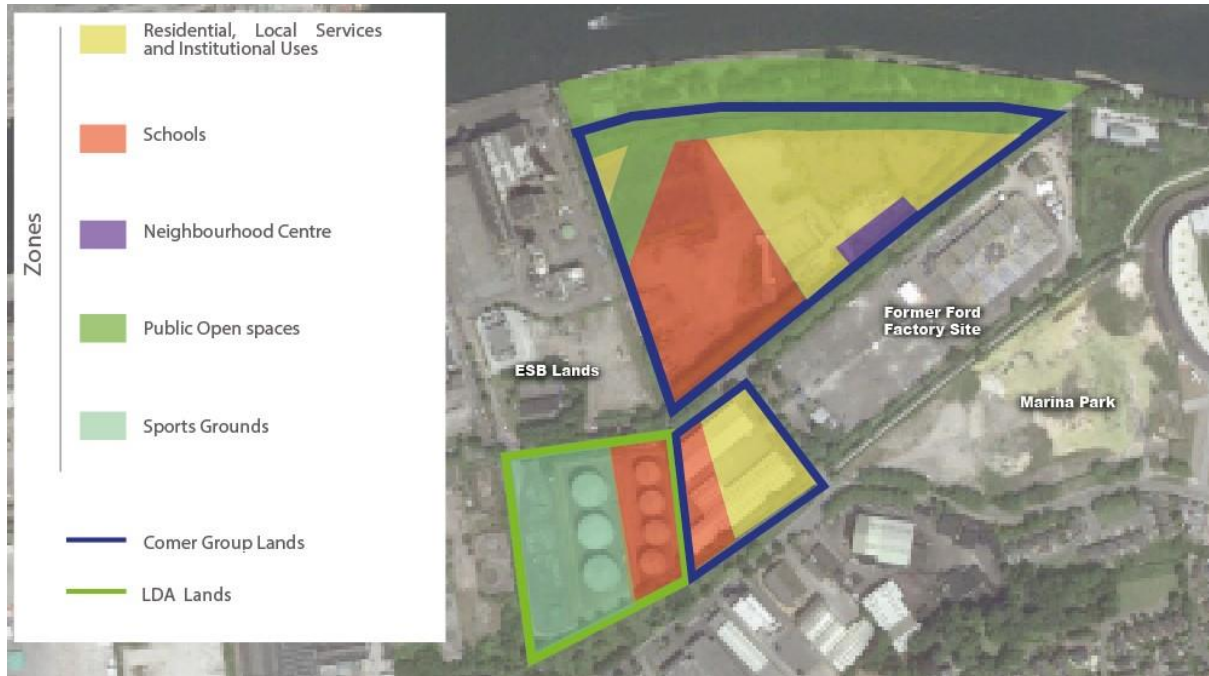 Zones
Residential, Local Services
and Institutional Uses
Schools
Neighbourhood Centre
Public Open spaces
Sports Grounds
Comer Group Lands
LDA Lands
ESB Lands
Former Ford
Factory Site
Marina Park